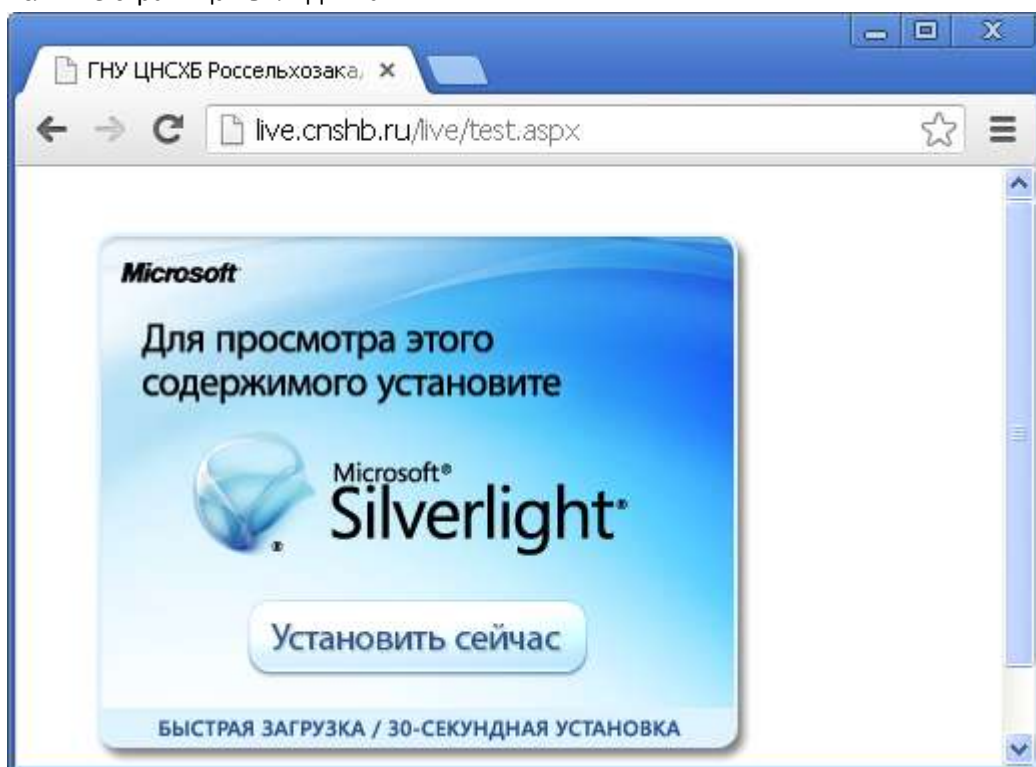 ГНУ ЦНСХБ Россельхозака
live.cnshb.ru/live/test.aspx
Microsoft
Для просмотра этого
содержимого установите
Microsoft®
Silverlight®
Установить сейчас
БЫСТРАЯ ЗАГРУЗКА / 30-СЕКУНДНАЯ УСТАНОВКА